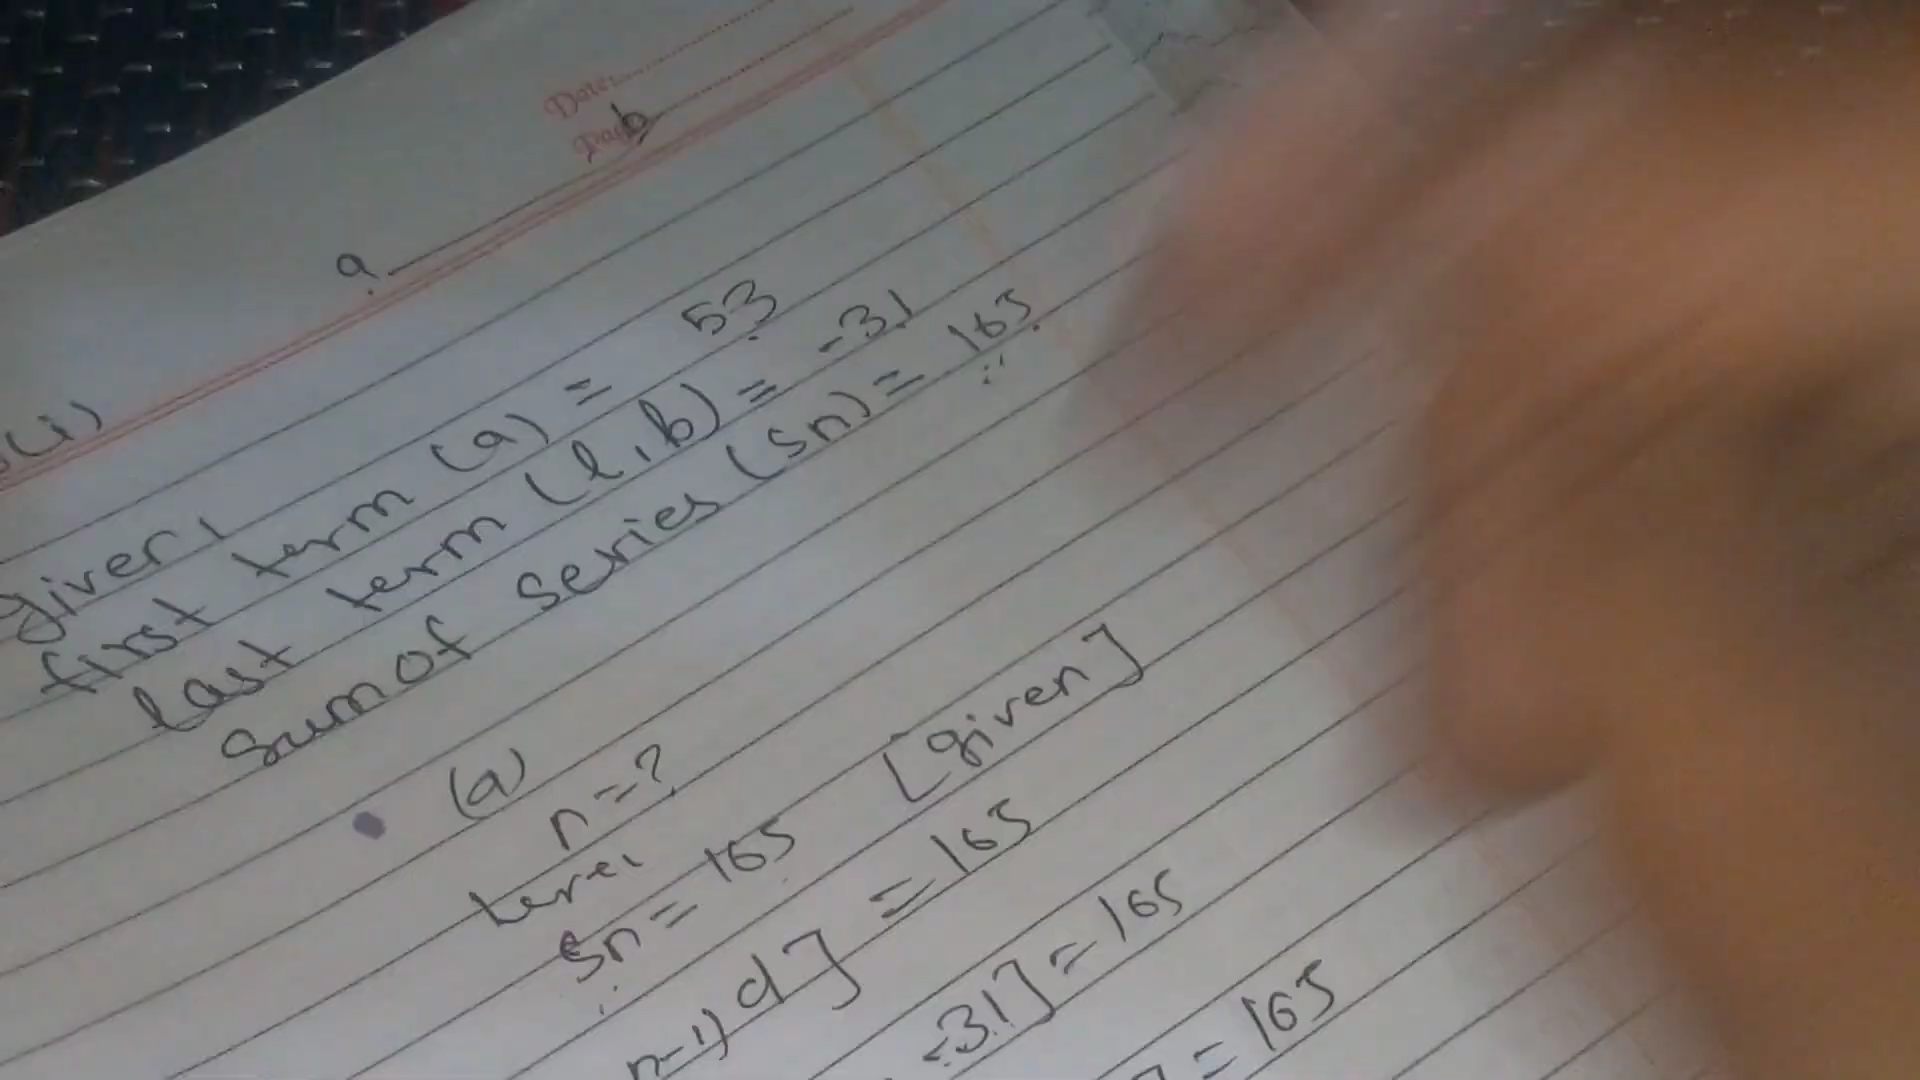 Date
Page
b
a
(i)
given,
first term (a) = 53
last term (l, b) = -31
Sum of series (Sn) = 165
(a)
n = ?
here,
Sn = 165 [given]
n-1) d] = 165
-31] = 165
] = 165